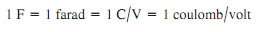 1 F = 1 farad = 1 C/V = 1 coulomb/volt